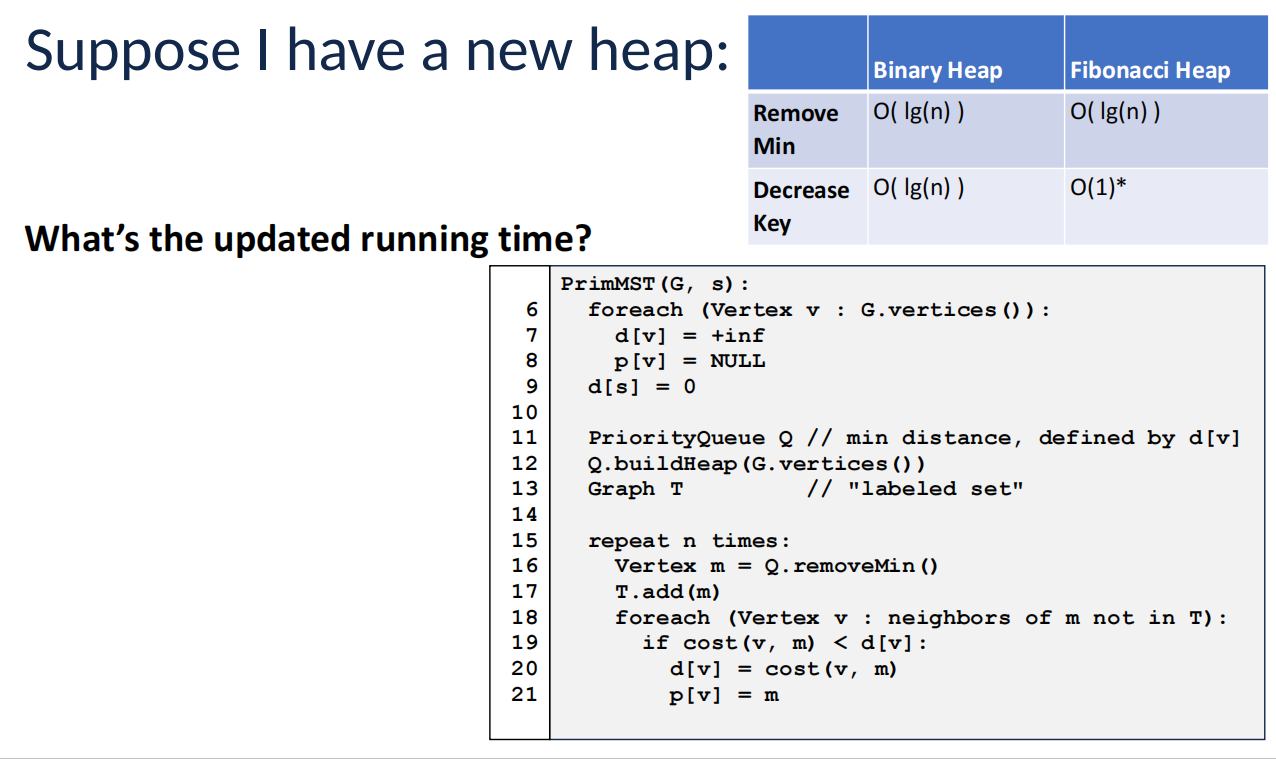 Suppose I have a new heap:
Binary Heap Fibonacci Heap
Remove Min O( lg(n) ) O( lg(n) )
Decrease Key O( lg(n) ) O(1)*
What's the updated running time?
PrimMST(G, s):
6 foreach (Vertex v : G.vertices()):
7 d[v] = +inf
8 p[v] = NULL
9 d[s] = 0
10
11 PriorityQueue Q // min distance, defined by d[v]
12 Q.buildHeap(G.vertices())
13 Graph T // "labeled set"
14
15 repeat n times:
16 Vertex m = Q.removeMin()
17 T.add(m)
18 foreach (Vertex v : neighbors of m not in T):
19 if cost(v, m) < d[v]:
20 d[v] = cost(v, m)
21 p[v] = m